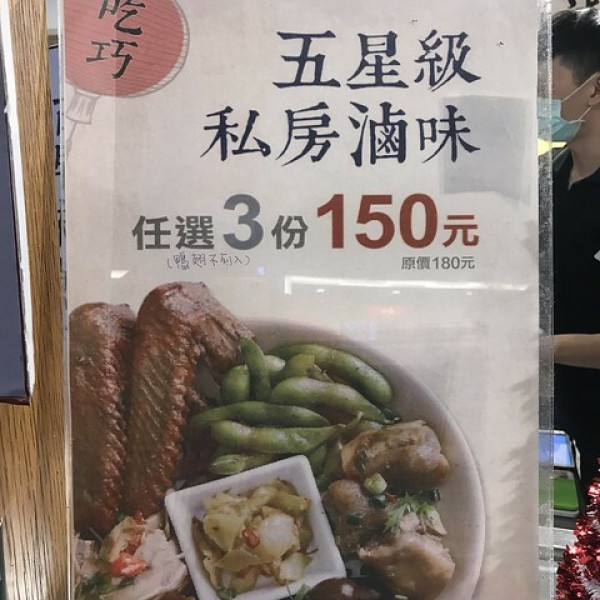 吃巧
五星級
私房滷味
任選3份150元
(鴨翅不列入)
原價180元